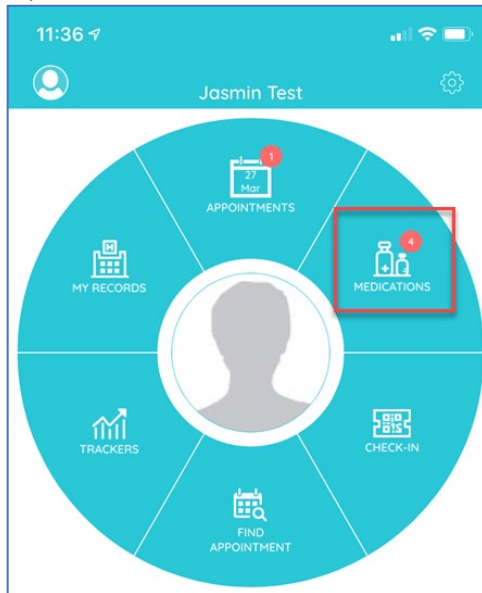 11:36
Jasmin Test
1
27
Mar
APPOINTMENTS
4
MEDICATIONS
H
MY RECORDS
TRACKERS
CHECK-IN
FIND
APPOINTMENT